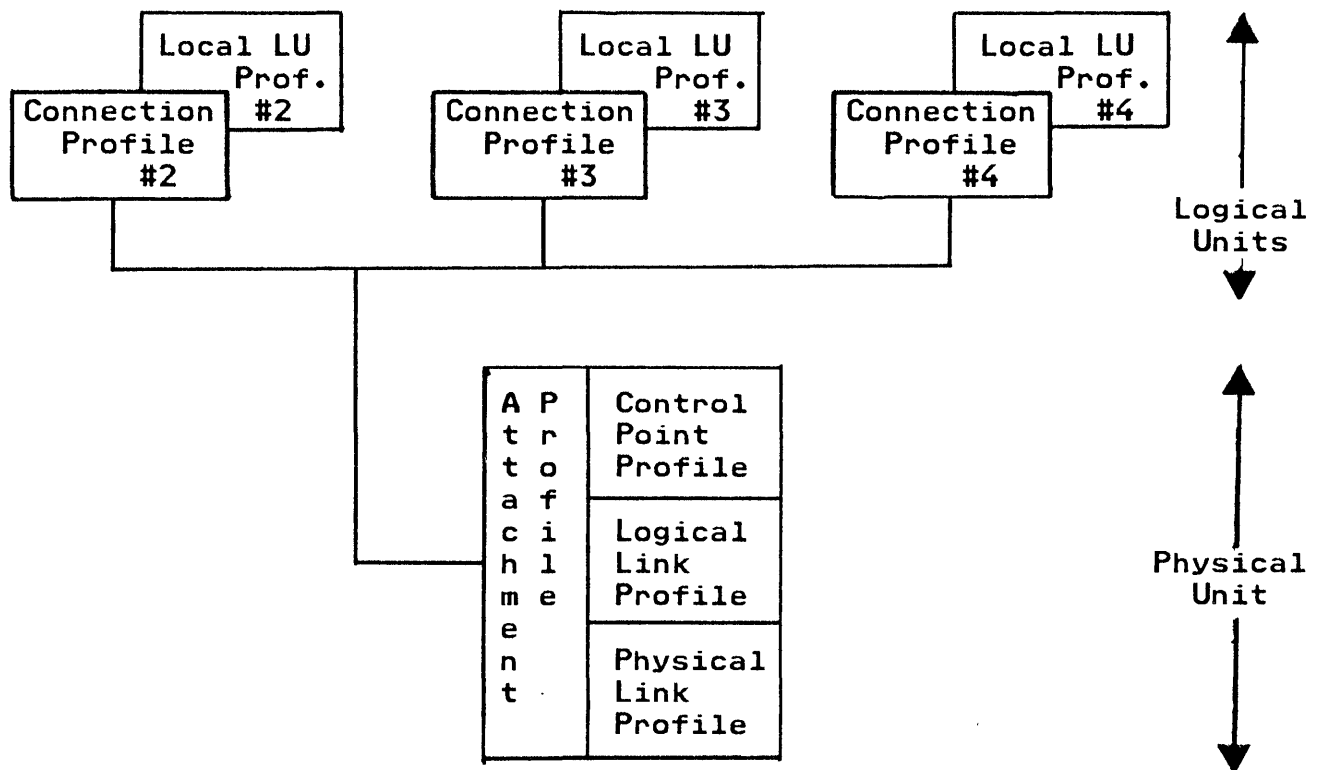 Local LU
Prof.
#2
Connection
Profile
#2
Local LU
Prof.
#3
Connection
Profile
#3
Local LU
Prof.
#4
Connection
Profile
#4
Logical
Units
Attachment
Profile
Control
Point
Profile
Logical
Link
Profile
Physical
Link
Profile
Physical
Unit